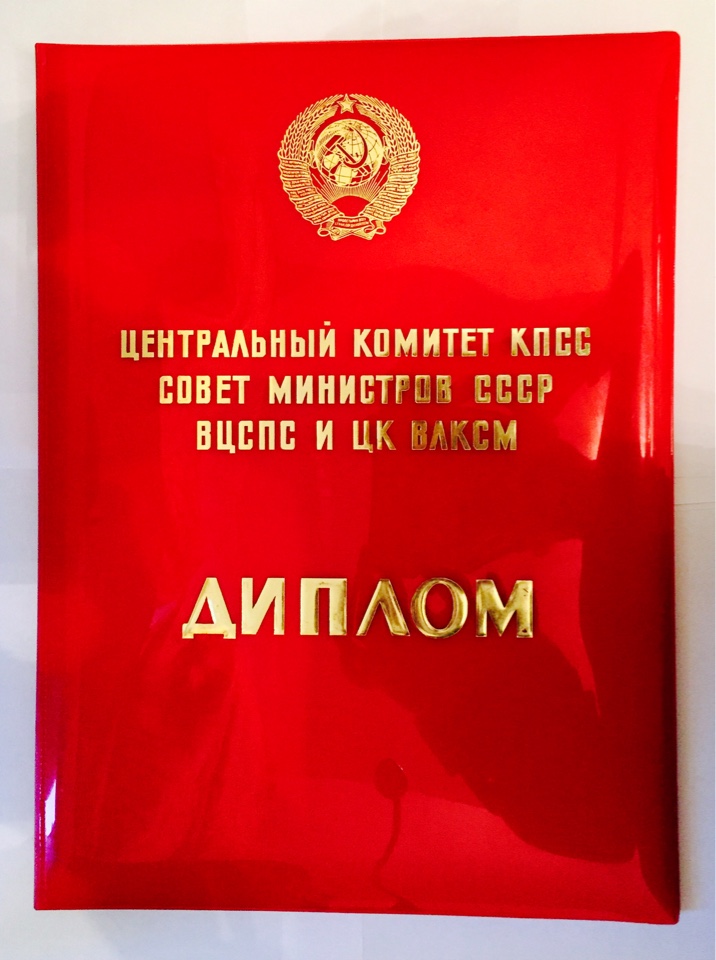 ЦЕНТРАЛЬНЫЙ КОМИТЕТ КПСС
СОВЕТ МИНИСТРОВ СССР
ВЦСПС И ЦК ВЛКСМ
ДИПЛОМ